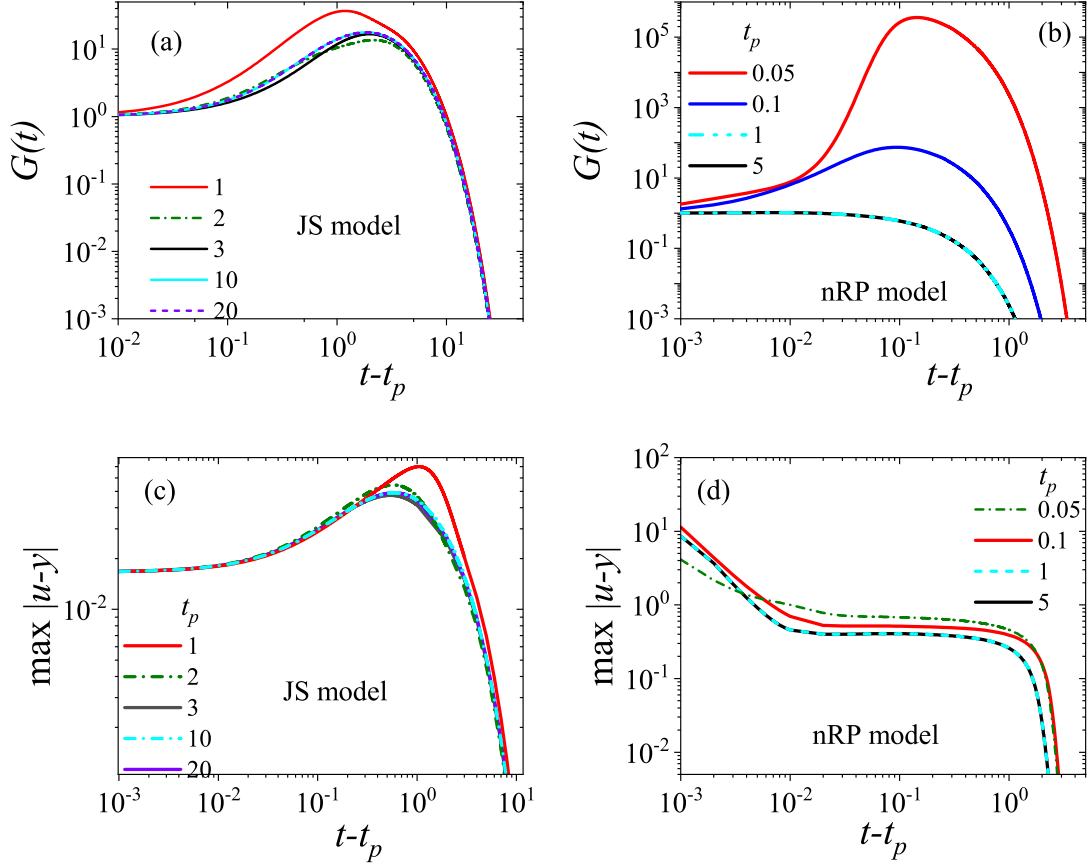 (a)
G(t)
10^1
10^0
10^-1
10^-2
10^-3
1
2
3
10
20
JS model
10^-2 10^-1 10^0 10^1
t-t_p
(b)
G(t)
10^5
10^3
10^1
10^-1
10^-3
t_p
0.05
0.1
1
5
nRP model
10^-3 10^-2 10^-1 10^0
t-t_p
(c)
max |u-y|
10^-2
t_p
1
2
3
10
20
JS model
10^-3 10^-2 10^-1 10^0 10^1
t-t_p
(d)
max |u-y|
10^2
10^1
10^0
10^-1
10^-2
t_p
0.05
0.1
1
5
nRP model
10^-3 10^-2 10^-1 10^0
t-t_p